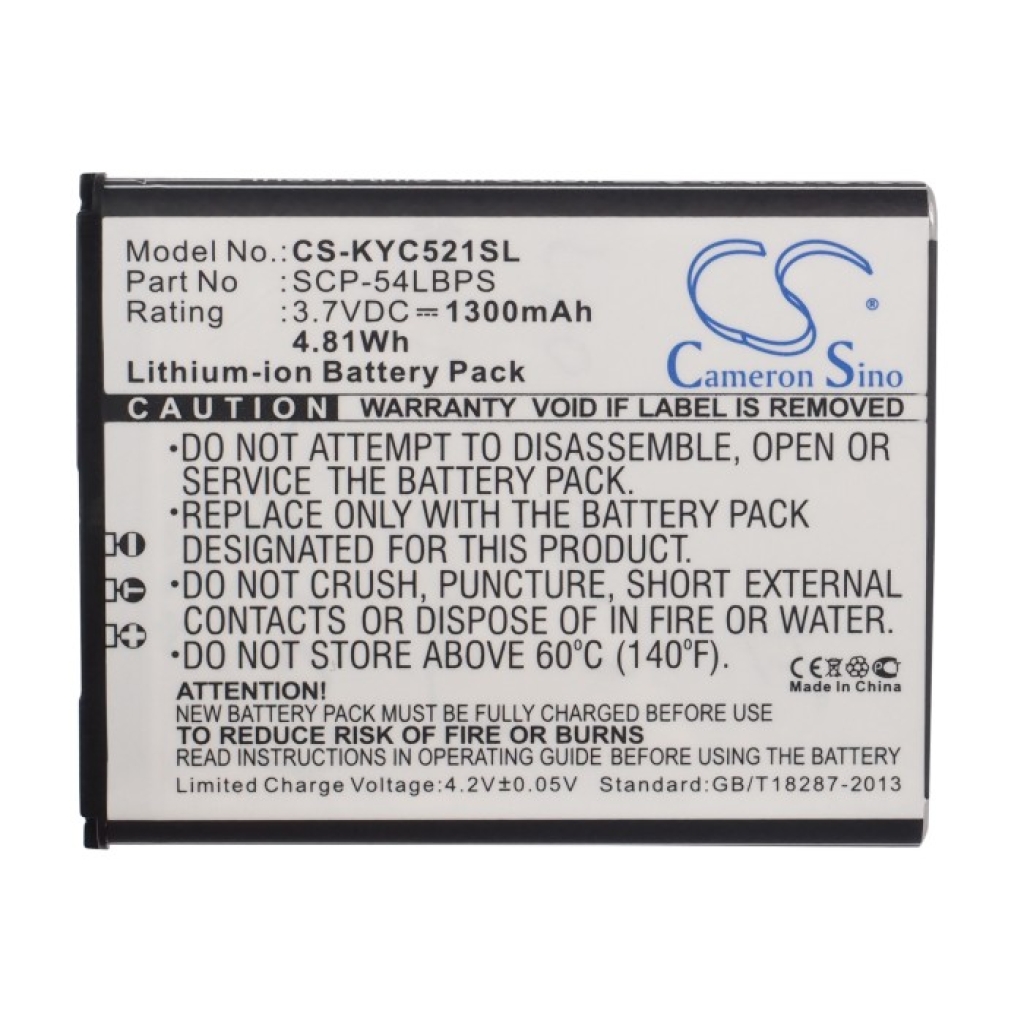 Model No.: CS-KYC521SL
Part No : SCP-54LBPS
Rating : 3.7VDC⎓1300mAh
4.81Wh
Lithium-ion Battery Pack
CS
®
Cameron Sino
CAUTION WARRANTY VOID IF LABEL IS REMOVED
•DO NOT ATTEMPT TO DISASSEMBLE, OPEN OR
SERVICE THE BATTERY PACK.
•REPLACE ONLY WITH THE BATTERY PACK
DESIGNATED FOR THIS PRODUCT.
•DO NOT CRUSH, PUNCTURE, SHORT EXTERNAL
CONTACTS OR DISPOSE OF IN FIRE OR WATER.
•DO NOT STORE ABOVE 60°C (140°F).
CE
Made In China
ATTENTION!
NEW BATTERY PACK MUST BE FULLY CHARGED BEFORE USE
TO REDUCE RISK OF FIRE OR BURNS
READ INSTRUCTIONS IN OPERATING GUIDE BEFORE USING THE BATTERY
Limited Charge Voltage:4.2V±0.05V Standard:GB/T18287-2013